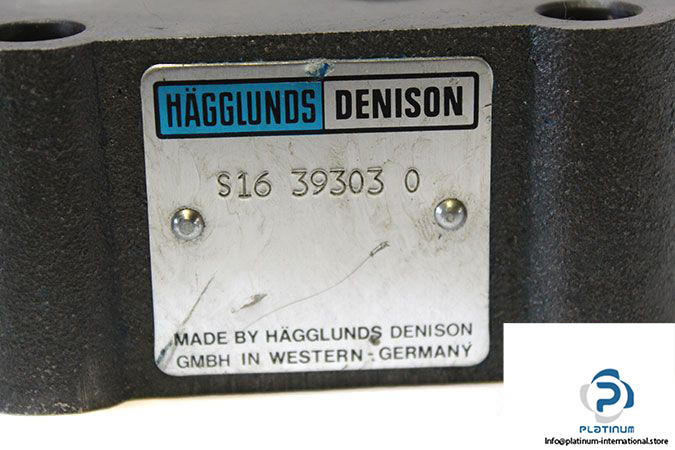 HÄGGLUNDS DENISON
S16 39303 0
MADE BY HÄGGLUNDS DENISON
GMBH IN WESTERN-GERMANY
PLATINUM
Info@platinum-international.store